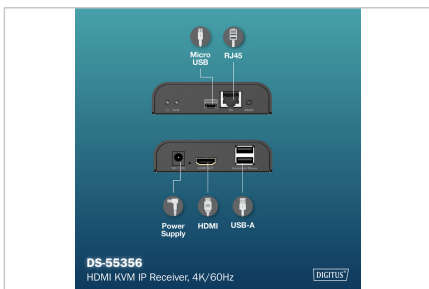 Micro
USB
RJ45
Power
Supply
HDMI
USB-A
DS-55356
HDMI KVM IP Receiver, 4K/60Hz
DIGITUS